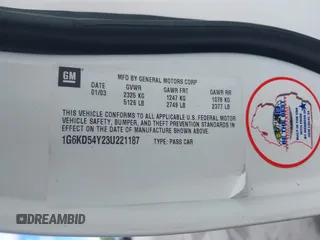 GM
MFD BY GENERAL MOTORS CORP
DATE GVWR GAWR FRT GAWR RR
01/03 2325 KG 1247 KG 1078 KG
5126 LB 2749 LB 2377 LB
THIS VEHICLE CONFORMS TO ALL APPLICABLE U.S. FEDERAL MOTOR
VEHICLE SAFETY, BUMPER, AND THEFT PREVENTION STANDARDS IN
EFFECT ON THE DATE OF MANUFACTURE SHOWN ABOVE.
1G6KD54Y23U221187 TYPE: PASS CAR
DREAMBID